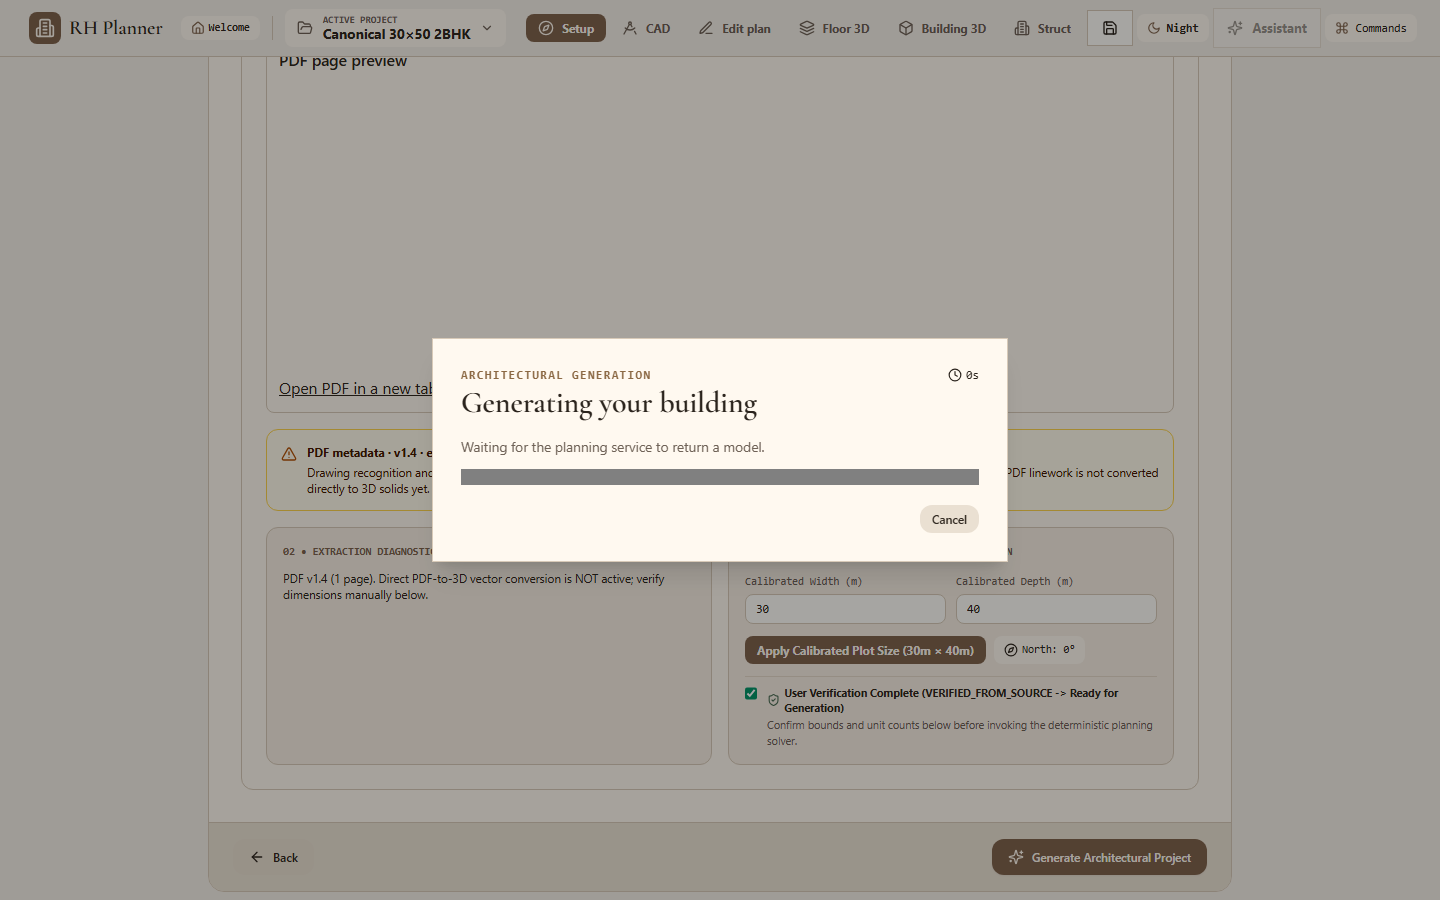 RH Planner
Welcome
ACTIVE PROJECT
Canonical 30×50 2BHK
Setup
CAD
Edit plan
Floor 3D
Building 3D
Struct
Night
Assistant
Commands
PDF page preview
Open PDF in a new tab
ARCHITECTURAL GENERATION
0s
Generating your building
Waiting for the planning service to return a model.
Cancel
PDF metadata · v1.4 · e
Drawing recognition and
PDF linework is not converted
directly to 3D solids yet.
02 • EXTRACTION DIAGNOSTI
N
PDF v1.4 (1 page). Direct PDF-to-3D vector conversion is NOT active; verify
dimensions manually below.
Calibrated Width (m)
Calibrated Depth (m)
30
40
Apply Calibrated Plot Size (30m × 40m)
North: 0°
User Verification Complete (VERIFIED_FROM_SOURCE -> Ready for
Generation)
Confirm bounds and unit counts below before invoking the deterministic planning
solver.
Back
Generate Architectural Project